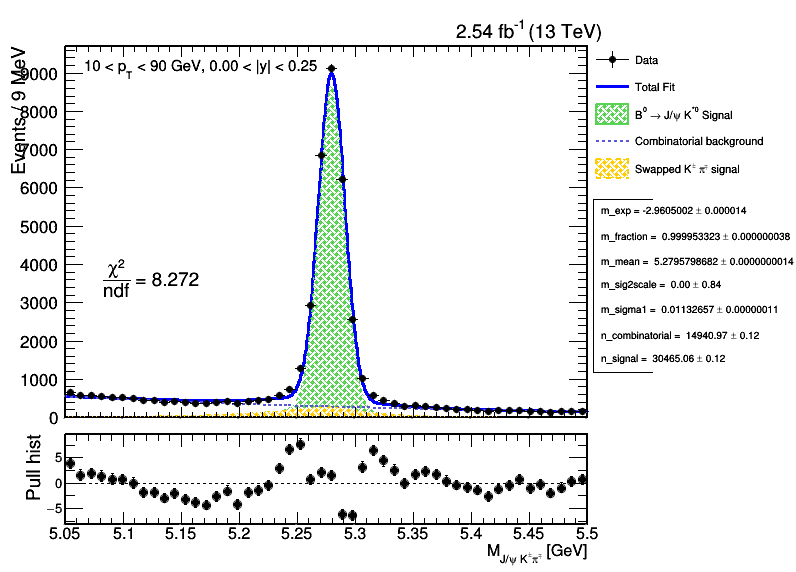 2.54 fb⁻¹ (13 TeV)
Events / 9 MeV
10 < p_T < 90 GeV, 0.00 < |y| < 0.25
9000
8000
7000
6000
5000
4000
3000
2000
1000
0
χ²/ndf = 8.272
Data
Total Fit
B⁰ → J/ψ K*⁰ Signal
Combinatorial background
Swapped K± π∓ signal
m_exp = -2.9605002 ± 0.000014
m_fraction = 0.999953323 ± 0.000000038
m_mean = 5.2795798682 ± 0.0000000014
m_sig2scale = 0.00 ± 0.84
m_sigma1 = 0.01132657 ± 0.00000011
n_combinatorial = 14940.97 ± 0.12
n_signal = 30465.06 ± 0.12
Pull hist
5
0
−5
5.05 5.1 5.15 5.2 5.25 5.3 5.35 5.4 5.45 5.5
M_J/ψ K± π∓ [GeV]